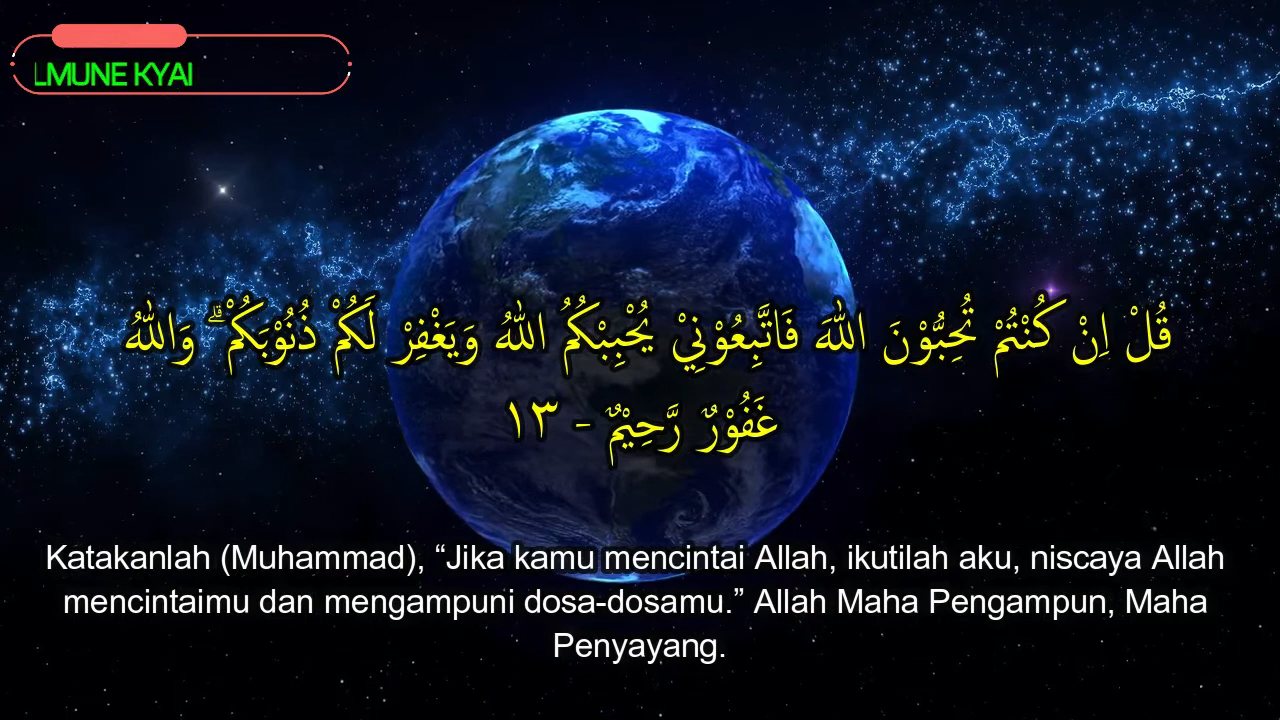 LMUNE KYAI
قُلْ اِنْ كُنْتُمْ تُحِبُّوْنَ اللّٰهَ فَاتَّبِعُوْنِيْ يُحْبِبْكُمُ اللّٰهُ وَيَغْفِرْ لَكُمْ ذُنُوْبَكُمْ ۗ وَاللّٰهُ
غَفُوْرٌ رَّحِيْمٌ - ١٣
Katakanlah (Muhammad), “Jika kamu mencintai Allah, ikutilah aku, niscaya Allah
mencintaimu dan mengampuni dosa-dosamu.” Allah Maha Pengampun, Maha
Penyayang.